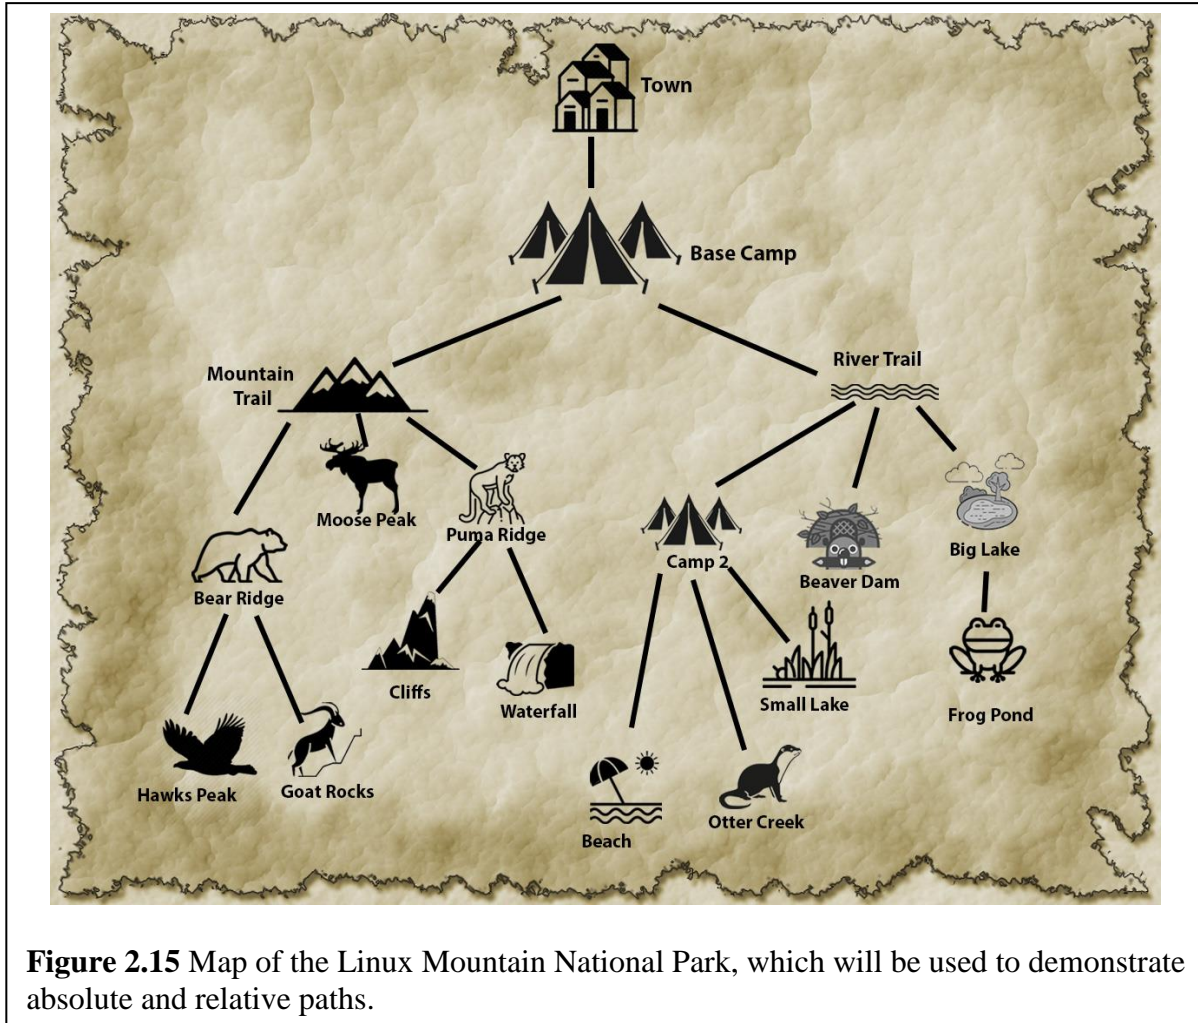 Town
Base Camp
Mountain
Trail
River Trail
Moose Peak
Puma Ridge
Camp 2
Big Lake
Beaver Dam
Bear Ridge
Cliffs
Waterfall
Small Lake
Frog Pond
Hawks Peak
Goat Rocks
Beach
Otter Creek
Figure 2.15 Map of the Linux Mountain National Park, which will be used to demonstrate
absolute and relative paths.